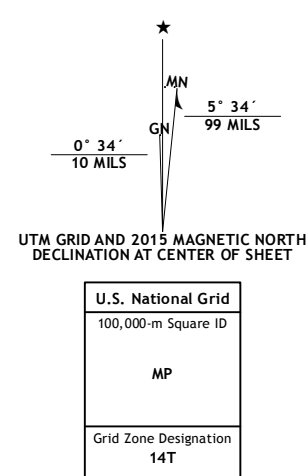 MN
5° 34´
99 MILS
GN
0° 34´
10 MILS
UTM GRID AND 2015 MAGNETIC NORTH
DECLINATION AT CENTER OF SHEET
U.S. National Grid
100,000-m Square ID
MP
Grid Zone Designation
14T